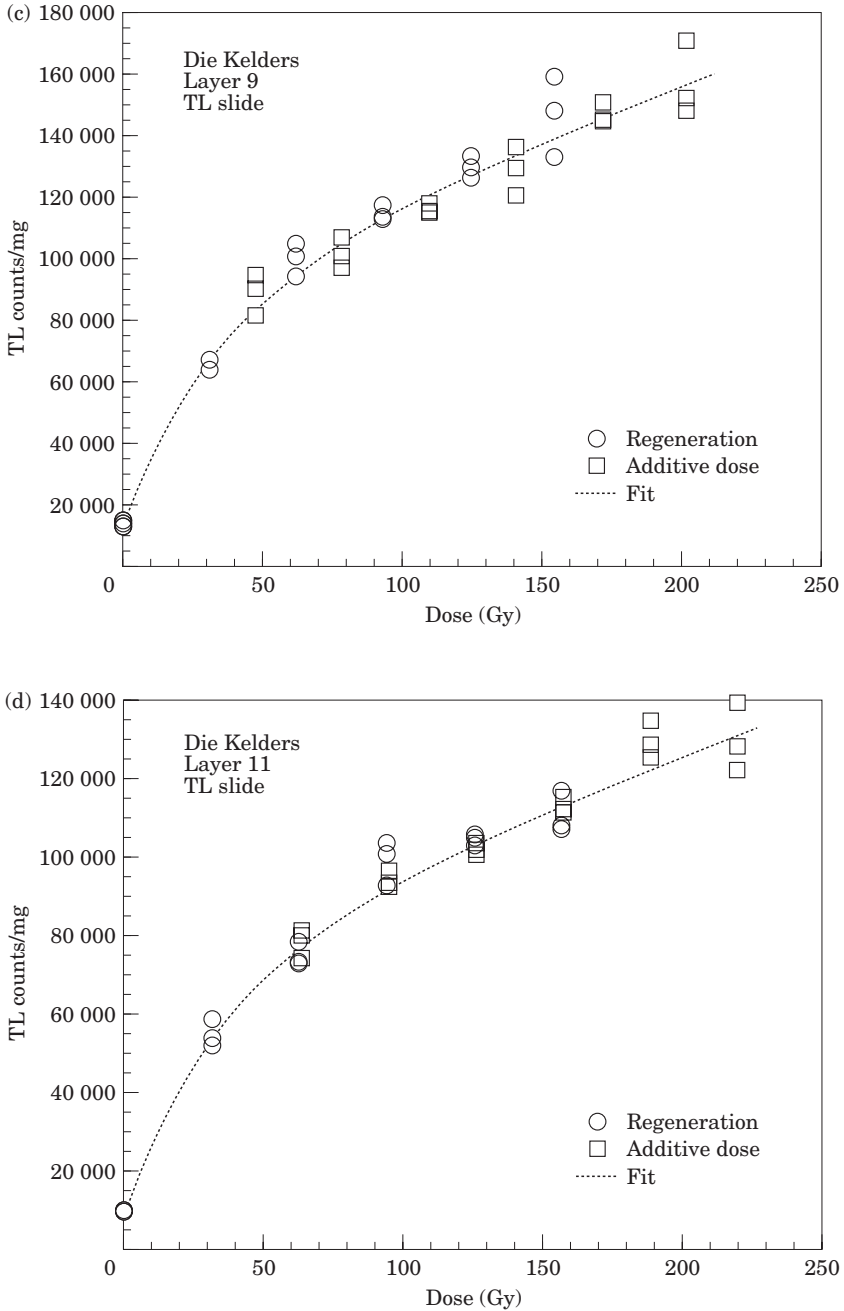 (c)
180 000
160 000
140 000
120 000
100 000
80 000
60 000
40 000
20 000
TL counts/mg
Die Kelders
Layer 9
TL slide
Regeneration
Additive dose
Fit
0 50 100 150 200 250
Dose (Gy)
(d)
140 000
120 000
100 000
80 000
60 000
40 000
20 000
TL counts/mg
Die Kelders
Layer 11
TL slide
Regeneration
Additive dose
Fit
0 50 100 150 200 250
Dose (Gy)